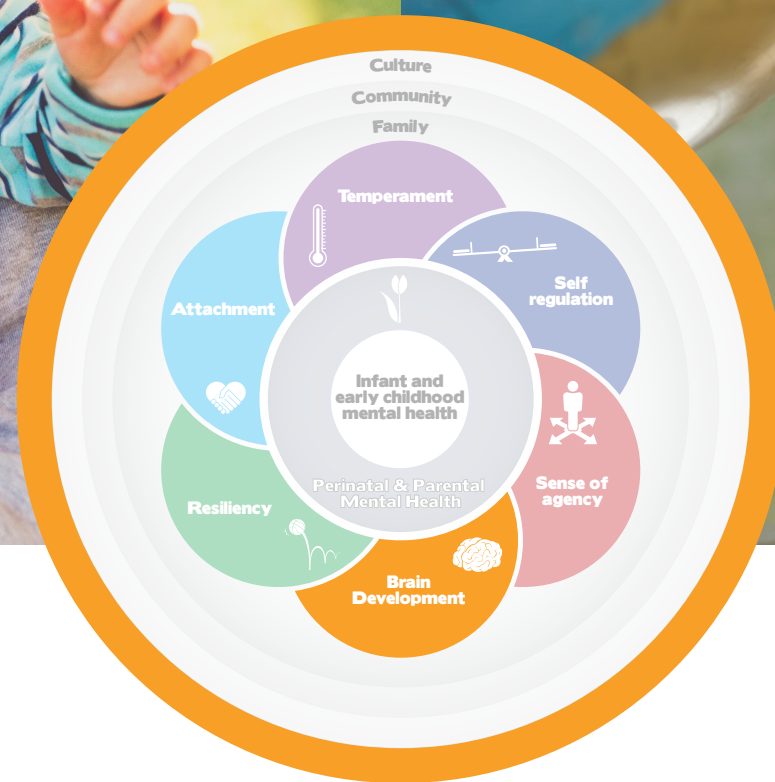 Culture
Community
Family
Temperament
Self
regulation
Attachment
Infant and
early childhood
mental health
Sense of
agency
Perinatal & Parental
Mental Health
Resiliency
Brain
Development